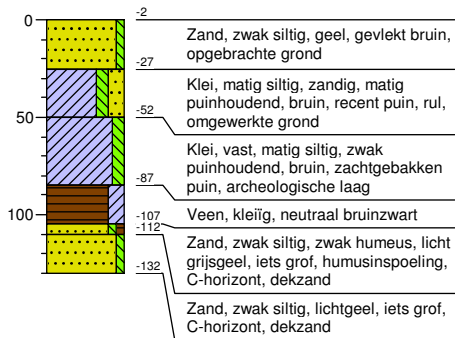 0
-2
Zand, zwak siltig, geel, gevlekt bruin,
opgebrachte grond
-27
Klei, matig siltig, zandig, matig
puinhoudend, bruin, recent puin, rul,
omgewerkte grond
50
-52
Klei, vast, matig siltig, zwak
puinhoudend, bruin, zachtgebakken
puin, archeologische laag
-87
Veen, kleiïg, neutraal bruinzwart
100
-107
-112
Zand, zwak siltig, zwak humeus, licht
grijsgeel, iets grof, humusinspoeling,
C-horizont, dekzand
-132
Zand, zwak siltig, lichtgeel, iets grof,
C-horizont, dekzand